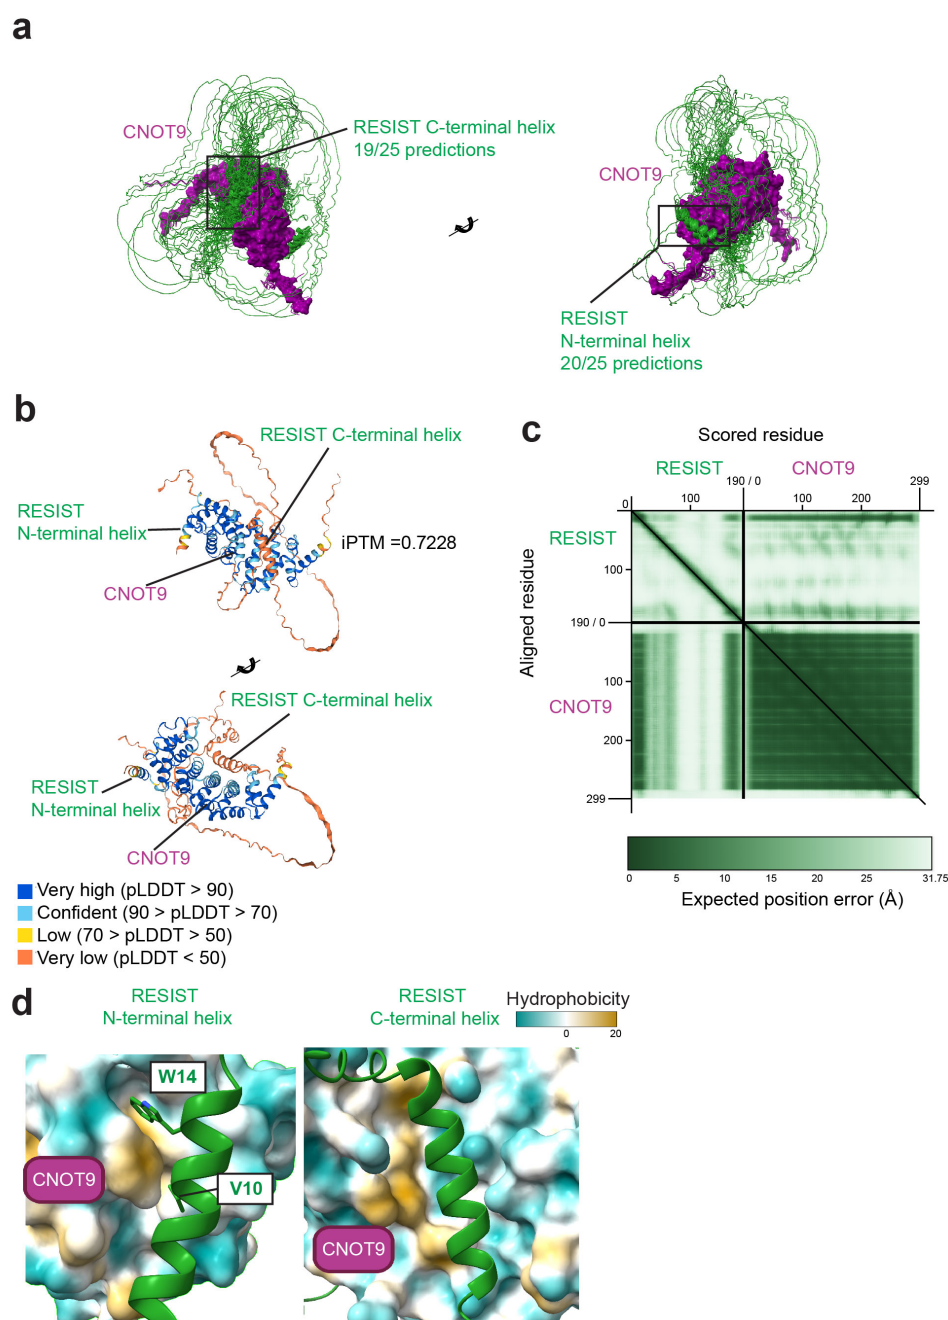 a
CNOT9
RESIST C-terminal helix
19/25 predictions
CNOT9
RESIST
N-terminal helix
20/25 predictions
b
RESIST C-terminal helix
RESIST
N-terminal helix
iPTM =0.7228
CNOT9
RESIST C-terminal helix
RESIST
N-terminal helix
CNOT9
Very high (pLDDT > 90)
Confident (90 > pLDDT > 70)
Low (70 > pLDDT > 50)
Very low (pLDDT < 50)
c
Scored residue
RESIST
CNOT9
0
100
190 / 0
100
200
299
Aligned residue
RESIST
100
190 / 0
100
CNOT9
200
299
0 5 10 15 20 25 31.75
Expected position error (Å)
d
RESIST
N-terminal helix
RESIST
C-terminal helix
Hydrophobicity
0 20
W14
CNOT9
V10
CNOT9